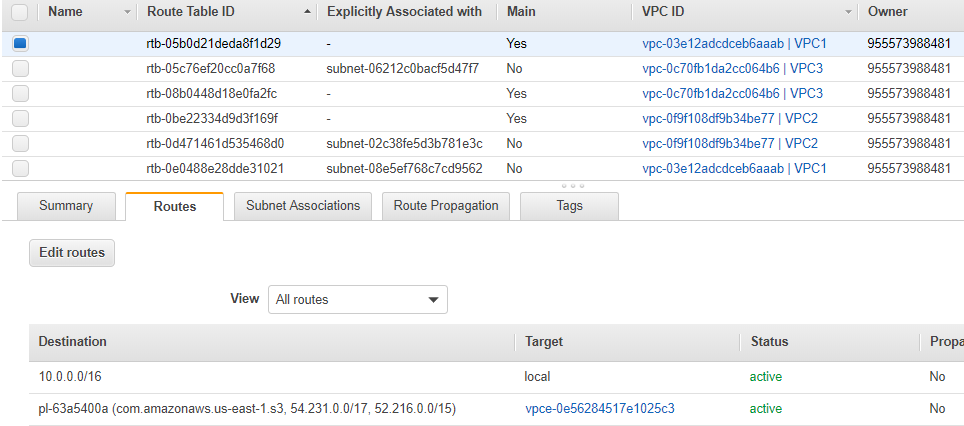 Name Route Table ID Explicitly Associated with Main VPC ID Owner
rtb-05b0d21deda8f1d29 - Yes vpc-03e12adcdceb6aaab | VPC1 955573988481
rtb-05c76ef20cc0a7f68 subnet-06212c0bacf5d47f7 No vpc-0c70fb1da2cc064b6 | VPC3 955573988481
rtb-08b0448d18e0fa2fc - Yes vpc-0c70fb1da2cc064b6 | VPC3 955573988481
rtb-0be22334d9d3f169f - Yes vpc-0f9f108df9b34be77 | VPC2 955573988481
rtb-0d471461d535468d0 subnet-02c38fe5d3b781e3c No vpc-0f9f108df9b34be77 | VPC2 955573988481
rtb-0e0488e28dde31021 subnet-08e5ef768c7cd9562 No vpc-03e12adcdceb6aaab | VPC1 955573988481
Summary Routes Subnet Associations Route Propagation Tags
Edit routes
View All routes
Destination Target Status Propa
10.0.0.0/16 local active No
pl-63a5400a (com.amazonaws.us-east-1.s3, 54.231.0.0/17, 52.216.0.0/15) vpce-0e56284517e1025c3 active No